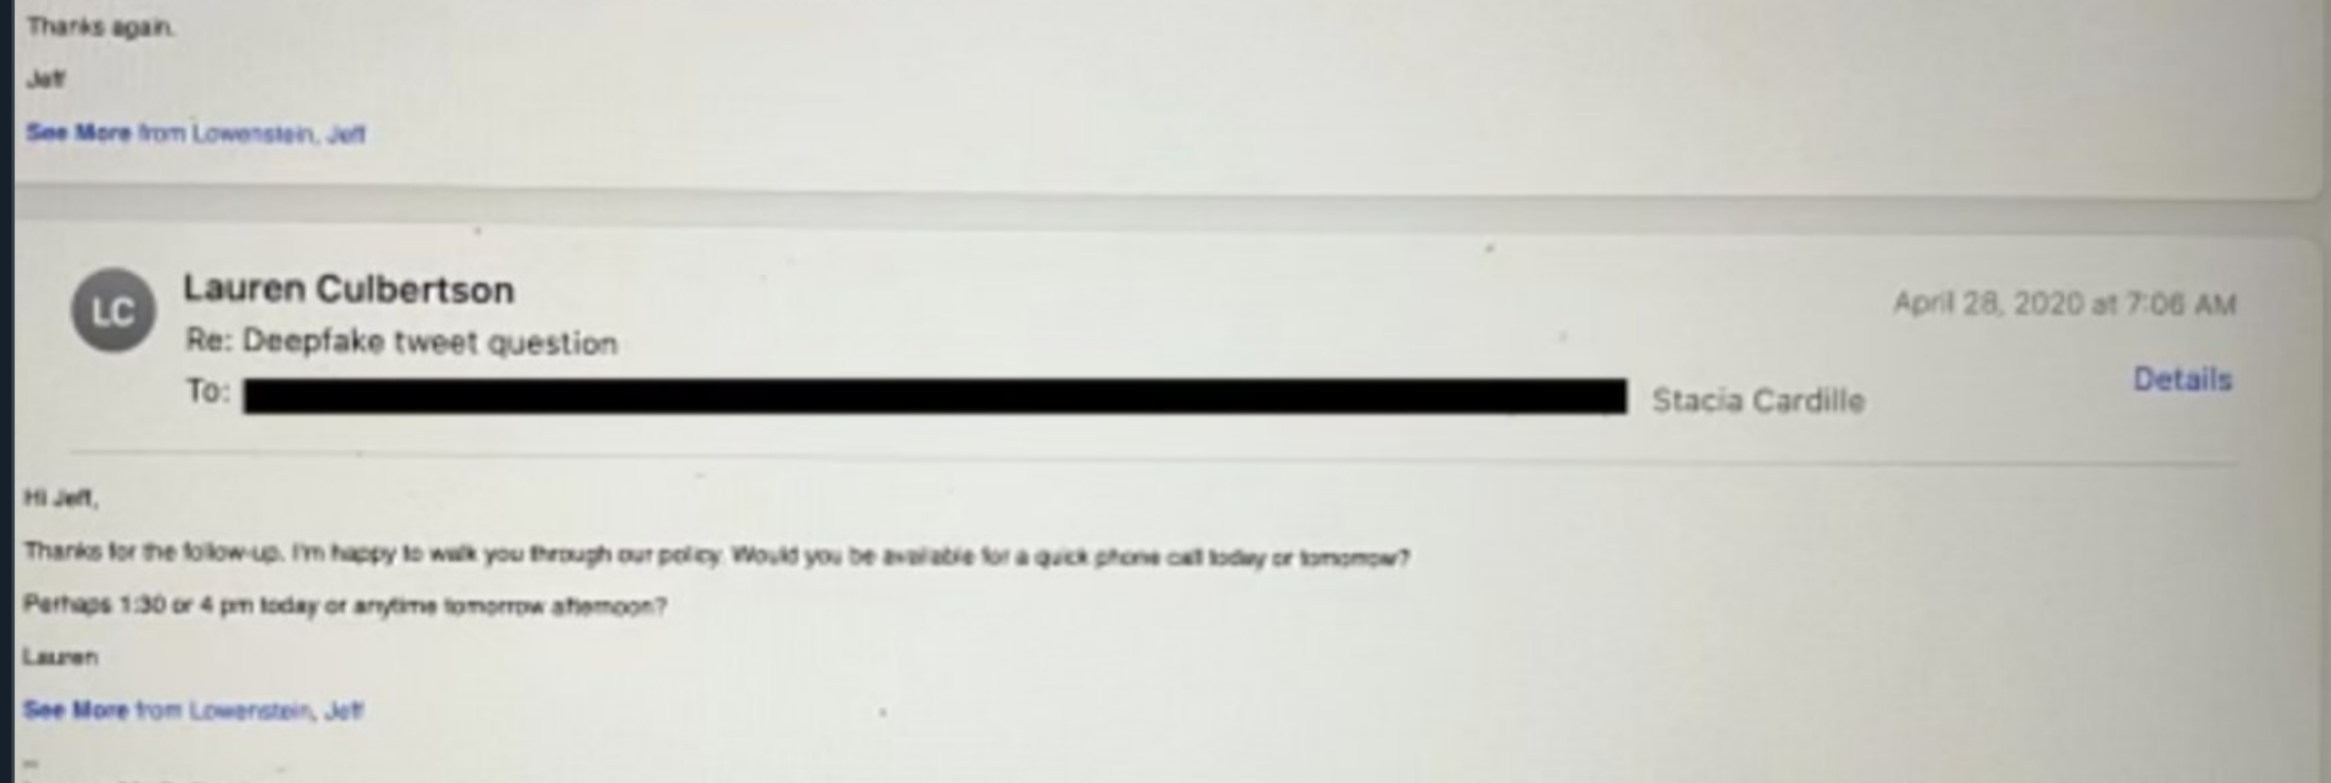 Thanks again.
Jeff
See More from Lowenstein, Jeff
LC
Lauren Culbertson
April 28, 2020 at 7:06 AM
Re: Deepfake tweet question
Details
To:
Stacia Cardille
Hi Jeff,
Thanks for the follow-up. I'm happy to walk you through our policy. Would you be available for a quick phone call today or tomorrow?
Perhaps 1:30 or 4 pm today or anytime tomorrow afternoon?
Lauren
See More from Lowenstein, Jeff
--